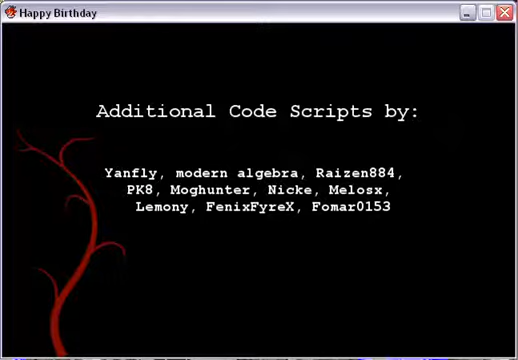 Happy Birthday
Additional Code Scripts by:
Yanfly, modern algebra, Raizen884,
PK8, Moghunter, Nicke, Melosx,
Lemony, FenixFyreX, Fomar0153